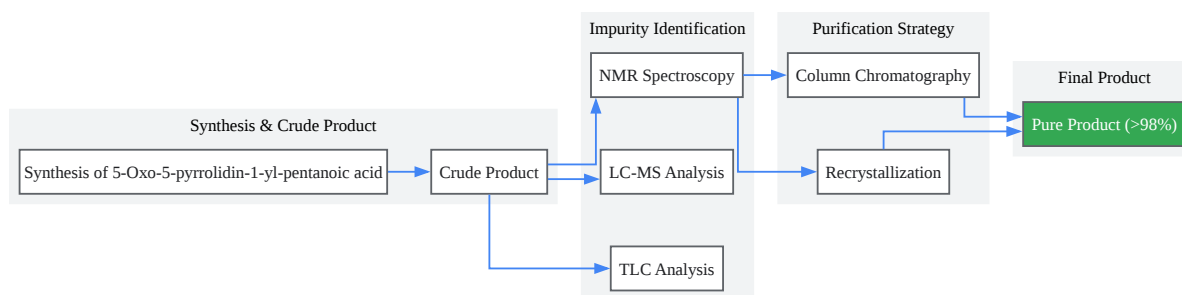 Synthesis & Crude Product
Synthesis of 5-Oxo-5-pyrrolidin-1-yl-pentanoic acid
Crude Product
Impurity Identification
NMR Spectroscopy
LC-MS Analysis
TLC Analysis
Purification Strategy
Column Chromatography
Recrystallization
Final Product
Pure Product (>98%)